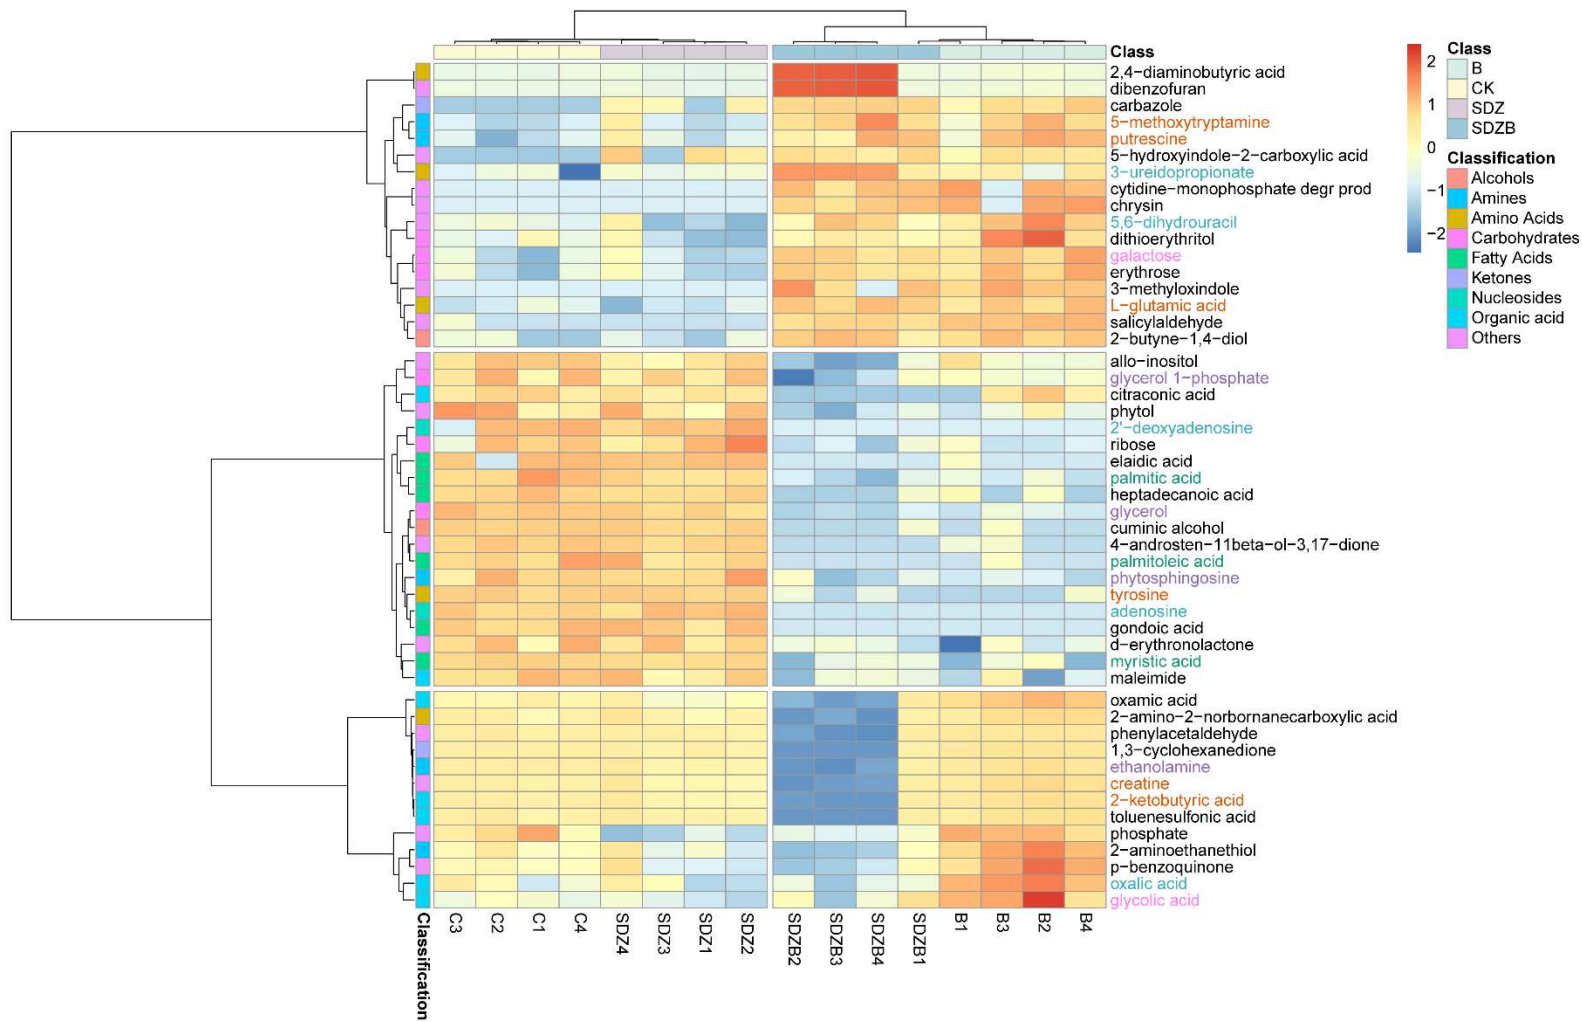 Class
2,4−diaminobutyric acid
dibenzofuran
carbazole
5−methoxytryptamine
putrescine
5−hydroxyindole−2−carboxylic acid
3−ureidopropionate
cytidine−monophosphate degr prod
chrysin
5,6−dihydrouracil
dithioerythritol
galactose
erythrose
3−methyloxindole
L−glutamic acid
salicylaldehyde
2−butyne−1,4−diol
allo−inositol
glycerol 1−phosphate
citraconic acid
phytol
2'−deoxyadenosine
ribose
elaidic acid
palmitic acid
heptadecanoic acid
glycerol
cuminic alcohol
4−androsten−11beta−ol−3,17−dione
palmitoleic acid
phytosphingosine
tyrosine
adenosine
gondoic acid
d−erythronolactone
myristic acid
maleimide
oxamic acid
2−amino−2−norbornanecarboxylic acid
phenylacetaldehyde
1,3−cyclohexanedione
ethanolamine
creatine
2−ketobutyric acid
toluenesulfonic acid
phosphate
2−aminoethanethiol
p−benzoquinone
oxalic acid
glycolic acid
Classification
C3
C2
C1
C4
SDZ4
SDZ3
SDZ1
SDZ2
SDZB2
SDZB3
SDZB4
SDZB1
B1
B3
B2
B4
2
1
0
−1
−2
Class
B
CK
SDZ
SDZB
Classification
Alcohols
Amines
Amino Acids
Carbohydrates
Fatty Acids
Ketones
Nucleosides
Organic acid
Others